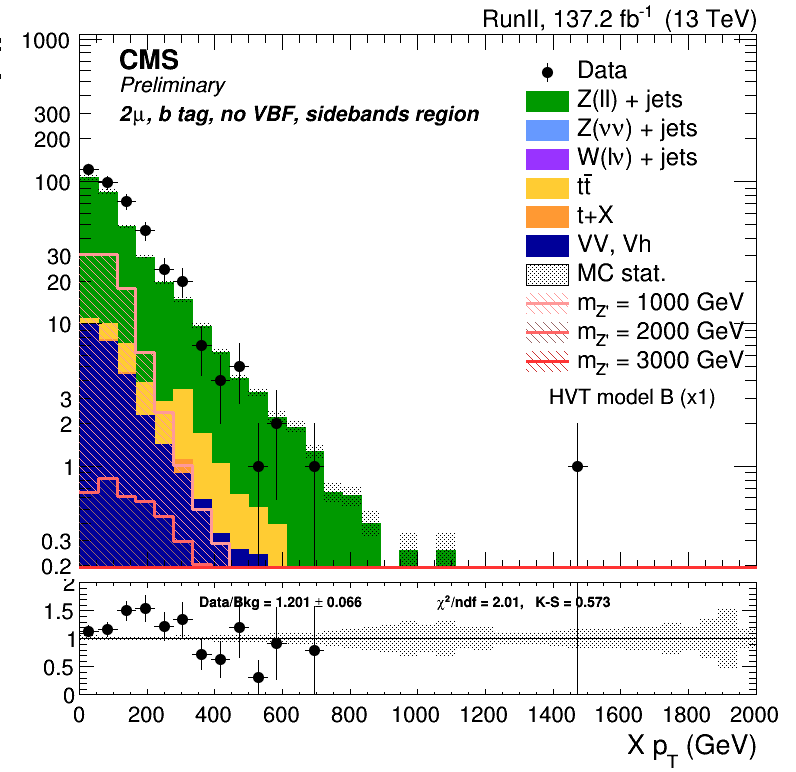 RunII, 137.2 fb⁻¹ (13 TeV)
CMS
Preliminary
2μ, b tag, no VBF, sidebands region
Data
Z(ll) + jets
Z(νν) + jets
W(lν) + jets
tt̄
t+X
VV, Vh
MC stat.
m_Z' = 1000 GeV
m_Z' = 2000 GeV
m_Z' = 3000 GeV
HVT model B (x1)
1000
300
200
100
30
20
10
3
2
1
0.3
0.2
Data/Bkg = 1.201 ± 0.066 χ²/ndf = 2.01, K-S = 0.573
2
1.5
1
0.5
0
0 200 400 600 800 1000 1200 1400 1600 1800 2000
X p_T (GeV)